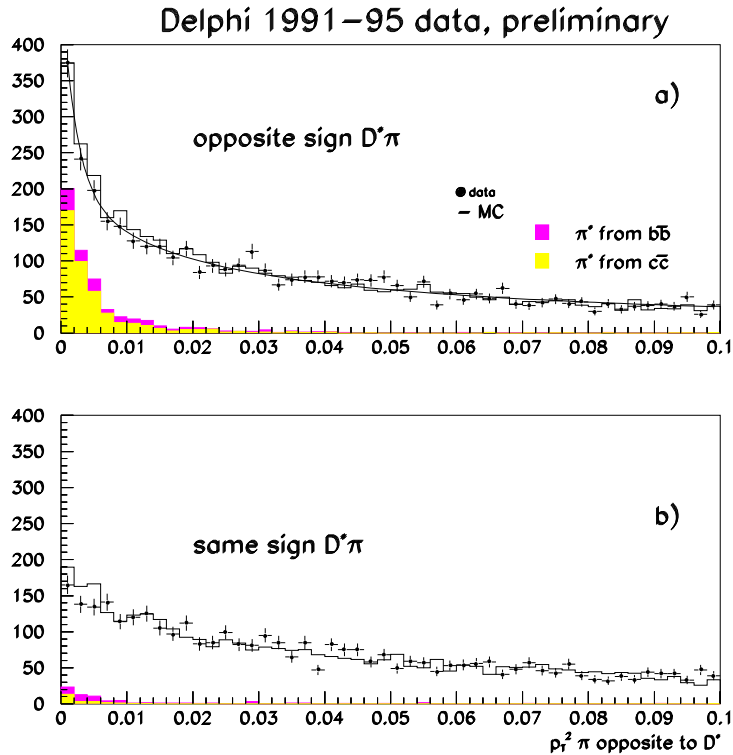 Delphi 1991–95 data, preliminary
400
350
300
250
200
150
100
50
0
a)
opposite sign D*π
data
– MC
π* from bb̅
π* from cc̅
0 0.01 0.02 0.03 0.04 0.05 0.06 0.07 0.08 0.09 0.1
400
350
300
250
200
150
100
50
0
b)
same sign D*π
0 0.01 0.02 0.03 0.04 0.05 0.06 0.07 0.08 0.09 0.1
p_T² π opposite to D*